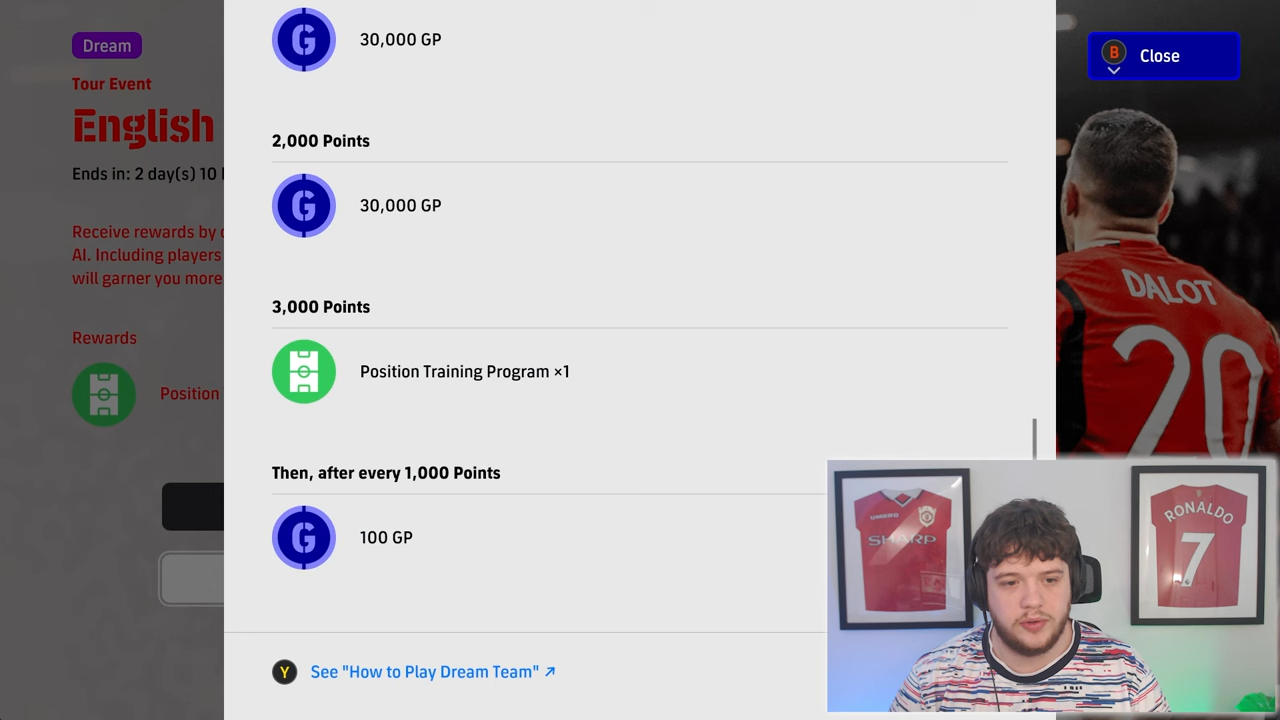 Dream
Tour Event
English
Ends in: 2 day(s) 10
Receive rewards by
AI. Including players
will garner you more
Rewards
Position
30,000 GP
2,000 Points
30,000 GP
3,000 Points
Position Training Program ×1
Then, after every 1,000 Points
100 GP
Y See "How to Play Dream Team" ↗
B Close
DALOT
20
UMBRO
SHARP
RONALDO
7